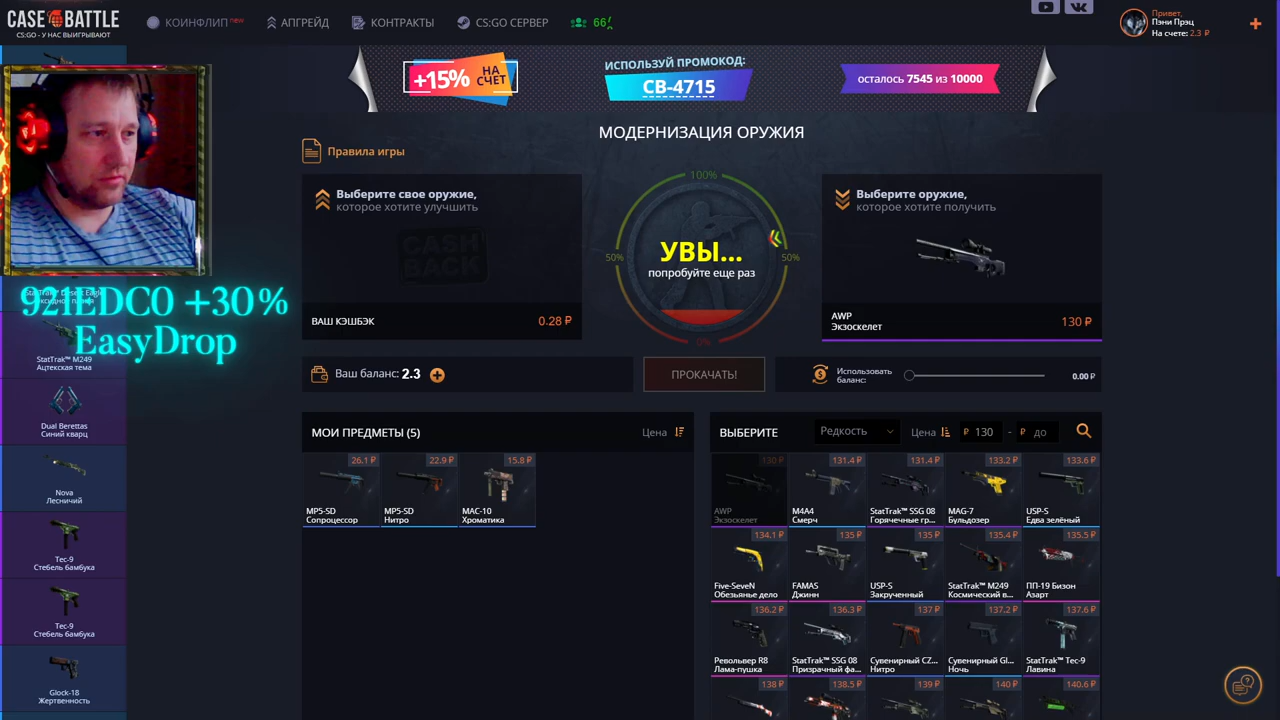 CASE BATTLE
CS:GO - У НАС ВЫИГРЫВАЮТ
КОИНФЛИП new
АПГРЕЙД
КОНТРАКТЫ
CS:GO СЕРВЕР
Привет,
Пэни Прэц
На счете: 2.3 ₽
+15% НА СЧЕТ
ИСПОЛЬЗУЙ ПРОМОКОД:
CB-4715
осталось 7545 из 10000
МОДЕРНИЗАЦИЯ ОРУЖИЯ
Правила игры
Выберите свое оружие,
которое хотите улучшить
CASH
BACK
ВАШ КЭШБЭК
0.28 ₽
100%
50%
УВЫ...
попробуйте еще раз
50%
0%
Выберите оружие,
которое хотите получить
AWP
Экзоскелет
130 ₽
Ваш баланс: 2.3
ПРОКАЧАТЬ!
Использовать
баланс:
0.00 ₽
921EDC0 +30%
EasyDrop
StatTrak™ M249
Ацтекская тема
Dual Berettas
Синий кварц
Nova
Лесничий
Tec-9
Стебель бамбука
Tec-9
Стебель бамбука
Glock-18
Жертвенность
МОИ ПРЕДМЕТЫ (5)
Цена
26.1 ₽
MP5-SD
Сопроцессор
22.9 ₽
MP5-SD
Нитро
15.8 ₽
MAC-10
Хроматика
ВЫБЕРИТЕ
Редкость
Цена
₽ 130 - ₽ до
130 ₽
AWP
Экзоскелет
131.4 ₽
M4A4
Смерч
131.4 ₽
StatTrak™ SSG 08
Горячечные гр...
133.2 ₽
MAG-7
Бульдозер
133.6 ₽
USP-S
Едва зелёный
134.1 ₽
Five-SeveN
Обезьянье дело
135 ₽
FAMAS
Джинн
135 ₽
USP-S
Закрученный
135.4 ₽
StatTrak™ M249
Космический в...
135.5 ₽
ПП-19 Бизон
Азарт
136.2 ₽
Револьвер R8
Лама-пушка
136.3 ₽
StatTrak™ SSG 08
Призрачный фа...
137 ₽
Сувенирный CZ...
Нитро
137.2 ₽
Сувенирный Gl...
Ночь
137.6 ₽
StatTrak™ Tec-9
Лавина
138 ₽
138.5 ₽
139 ₽
140 ₽
140.6 ₽